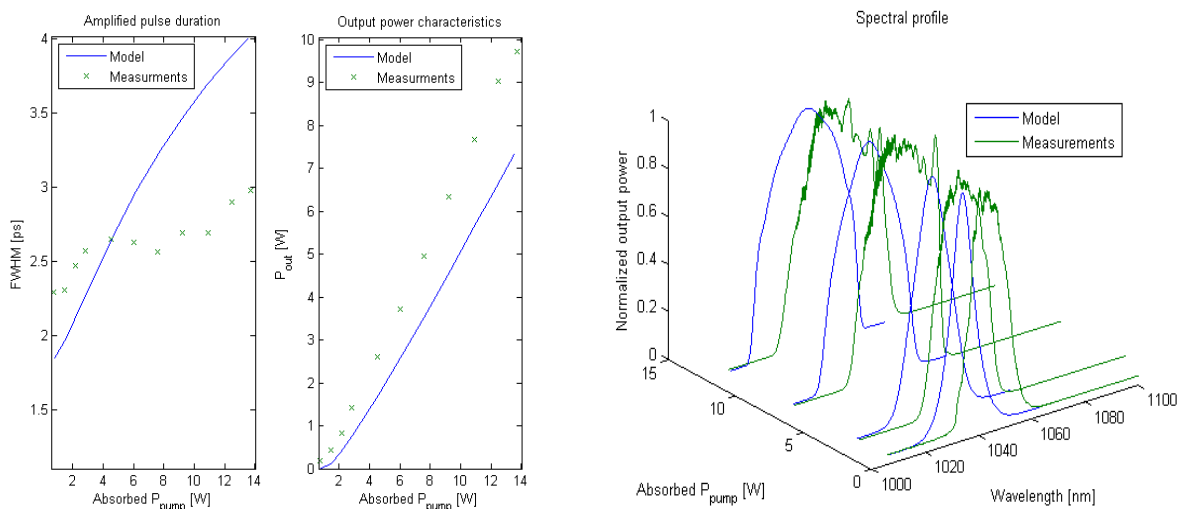 Amplified pulse duration
4
3.5
3
2.5
2
1.5
FWHM [ps]
Model
Measurments
2 4 6 8 10 12 14
Absorbed Ppump [W]
Output power characteristics
10
9
8
7
6
5
4
3
2
1
0
Pout [W]
Model
Measurments
2 4 6 8 10 12 14
Absorbed Ppump [W]
Spectral profile
Model
Measurements
1
0.8
0.6
0.4
0.2
0
Normalized output power
15
10
5
0
Absorbed Ppump [W]
1000
1020
1040
1060
1080
1100
Wavelength [nm]